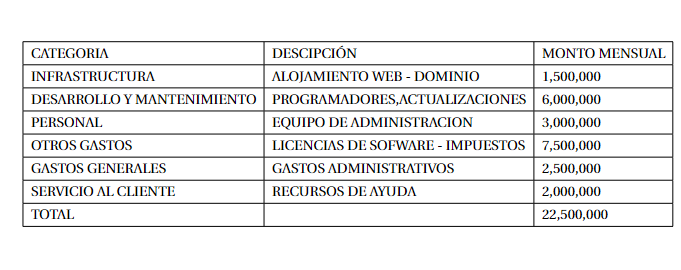 CATEGORIA DESCIPCIÓN MONTO MENSUAL
INFRASTRUCTURA ALOJAMIENTO WEB - DOMINIO 1,500,000
DESARROLLO Y MANTENIMIENTO PROGRAMADORES,ACTUALIZACIONES 6,000,000
PERSONAL EQUIPO DE ADMINISTRACION 3,000,000
OTROS GASTOS LICENCIAS DE SOFWARE - IMPUESTOS 7,500,000
GASTOS GENERALES GASTOS ADMINISTRATIVOS 2,500,000
SERVICIO AL CLIENTE RECURSOS DE AYUDA 2,000,000
TOTAL 22,500,000